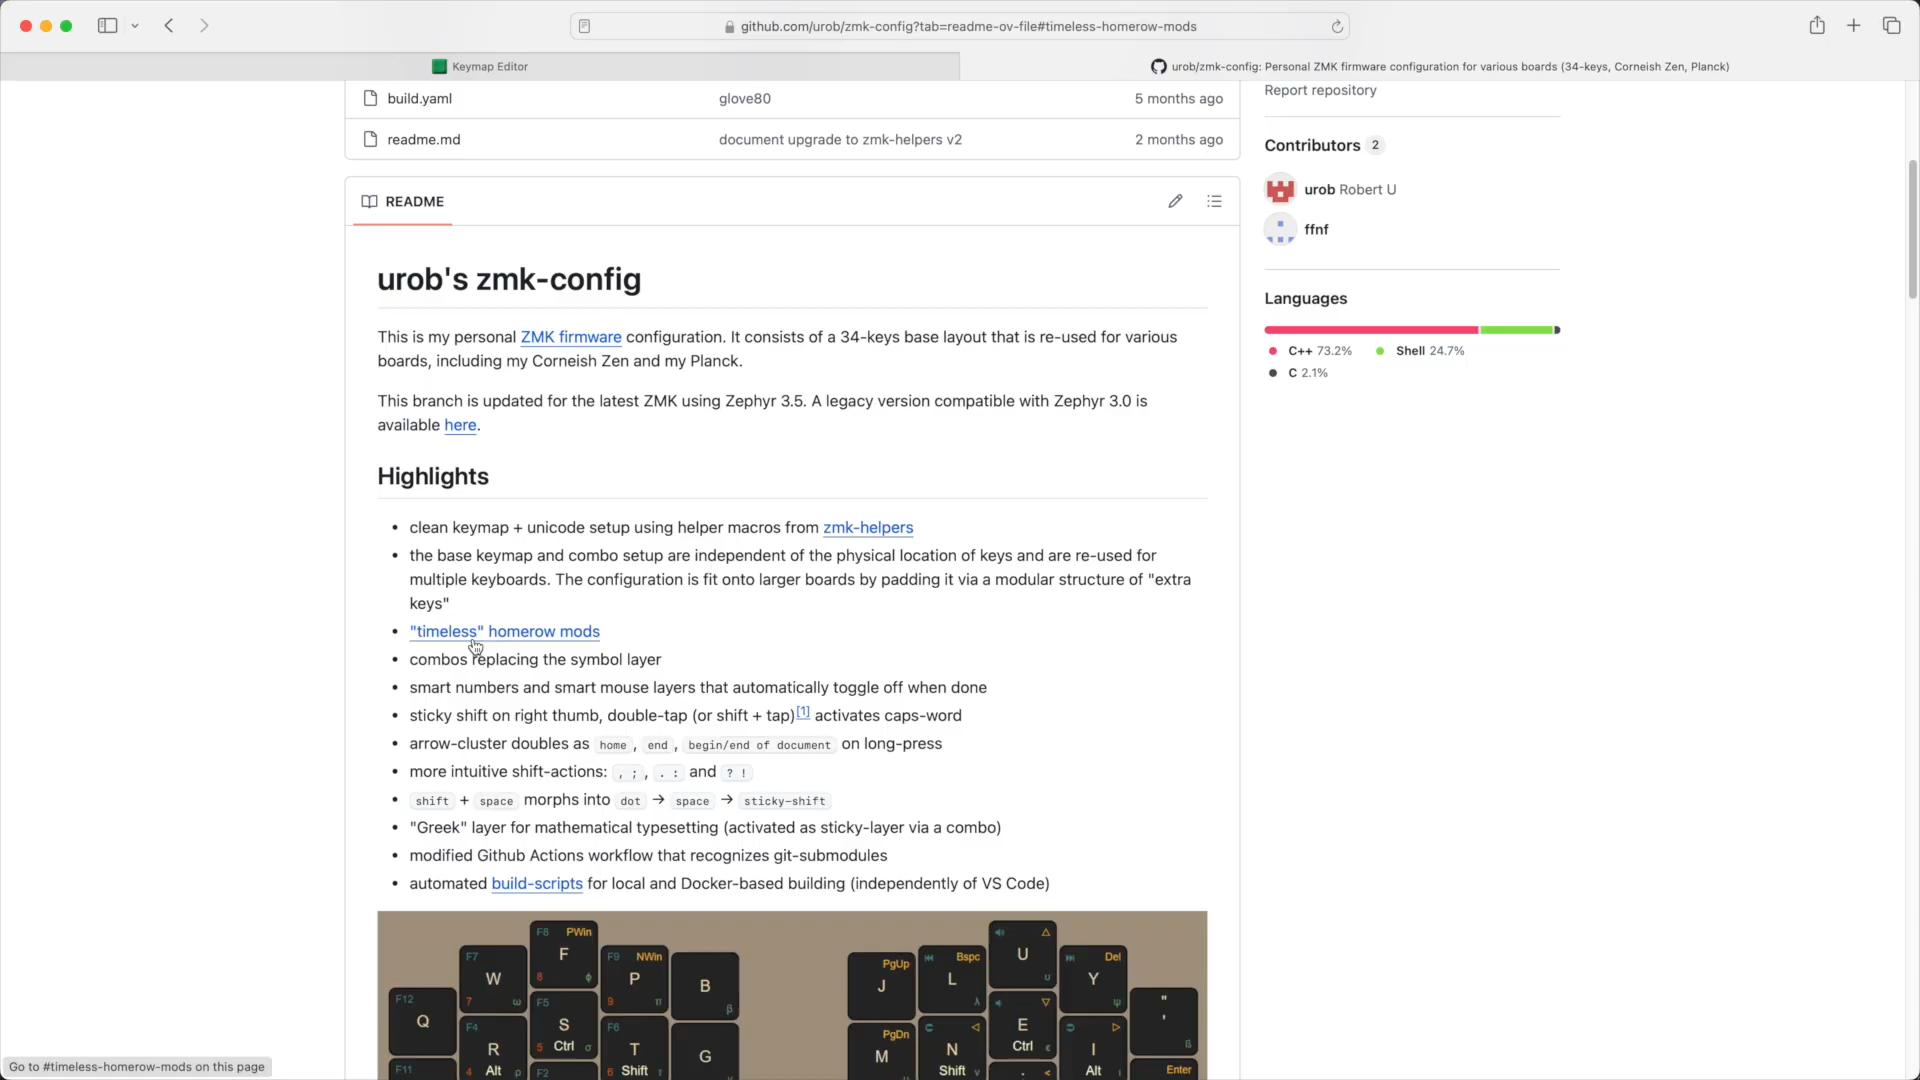 github.com/urob/zmk-config?tab=readme-ov-file#timeless-homerow-mods
Keymap Editor
urob/zmk-config: Personal ZMK firmware configuration for various boards (34-keys, Corneish Zen, Planck)
build.yaml glove80 5 months ago
readme.md document upgrade to zmk-helpers v2 2 months ago
Report repository
Contributors 2
urob Robert U
ffnf
Languages
C++ 73.2% Shell 24.7%
C 2.1%
README
urob's zmk-config
This is my personal ZMK firmware configuration. It consists of a 34-keys base layout that is re-used for various
boards, including my Corneish Zen and my Planck.
This branch is updated for the latest ZMK using Zephyr 3.5. A legacy version compatible with Zephyr 3.0 is
available here.
Highlights
• clean keymap + unicode setup using helper macros from zmk-helpers
• the base keymap and combo setup are independent of the physical location of keys and are re-used for
multiple keyboards. The configuration is fit onto larger boards by padding it via a modular structure of "extra
keys"
• "timeless" homerow mods
• combos replacing the symbol layer
• smart numbers and smart mouse layers that automatically toggle off when done
• sticky shift on right thumb, double-tap (or shift + tap)[1] activates caps-word
• arrow-cluster doubles as home, end, begin/end of document on long-press
• more intuitive shift-actions: , ;, . : and ? !
• shift + space morphs into dot → space → sticky-shift
• "Greek" layer for mathematical typesetting (activated as sticky-layer via a combo)
• modified Github Actions workflow that recognizes git-submodules
• automated build-scripts for local and Docker-based building (independently of VS Code)
F8 PWin F 8 φ
F7 W 7 ω
F9 NWin P 9 π
B β
PgUp J
Bspc L λ
△ U υ
Del Y ψ
F12 Q
" ' ß
F4 R Alt 4 ρ
F5 S Ctrl 5 σ
F6 T Shift 6 τ
G
PgDn M
◁ N Shift ν
▽ E Ctrl ε
▷ I Alt ι
F11
F2
. <
Enter
Go to #timeless-homerow-mods on this page